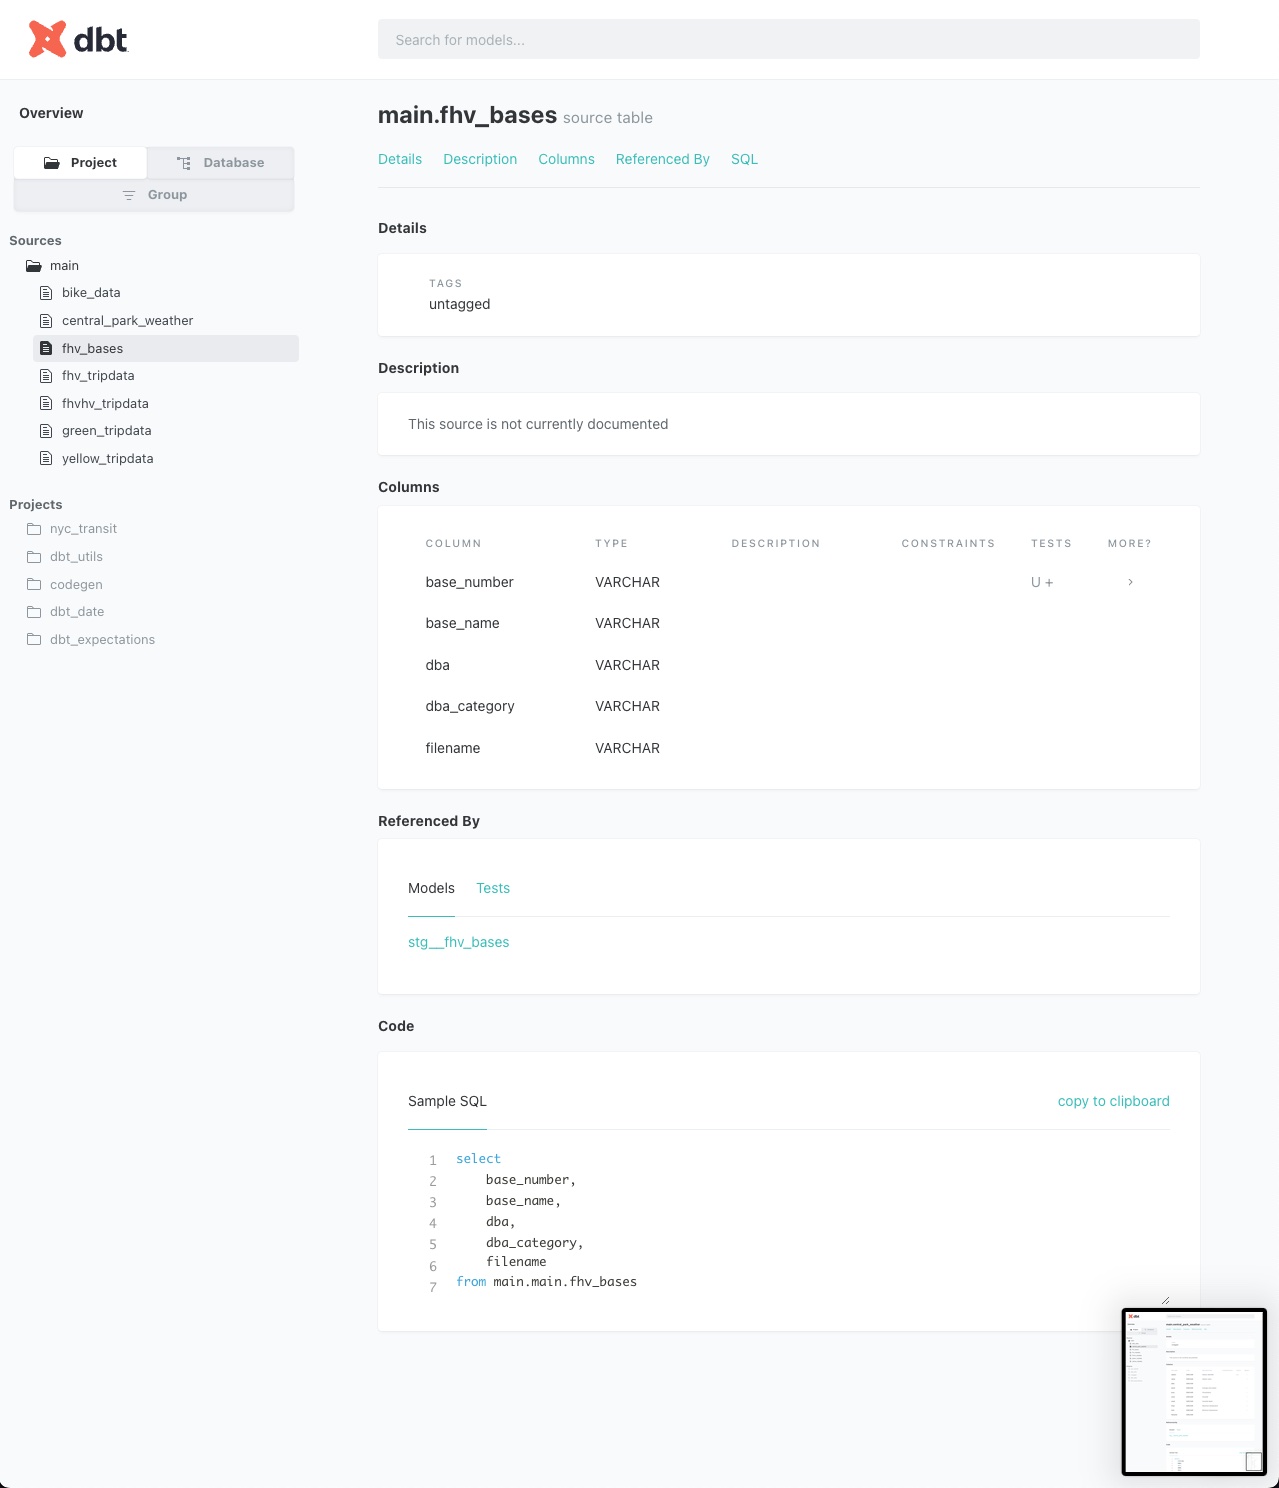 dbt
Search for models...
Overview
Project
Database
Group
Sources
main
bike_data
central_park_weather
fhv_bases
fhv_tripdata
fhvhv_tripdata
green_tripdata
yellow_tripdata
Projects
nyc_transit
dbt_utils
codegen
dbt_date
dbt_expectations
main.fhv_bases source table
Details Description Columns Referenced By SQL
Details
TAGS
untagged
Description
This source is not currently documented
Columns
COLUMN TYPE DESCRIPTION CONSTRAINTS TESTS MORE?
base_number VARCHAR U + >
base_name VARCHAR
dba VARCHAR
dba_category VARCHAR
filename VARCHAR
Referenced By
Models Tests
stg__fhv_bases
Code
Sample SQL copy to clipboard
1 select
2 base_number,
3 base_name,
4 dba,
5 dba_category,
6 filename
7 from main.main.fhv_bases